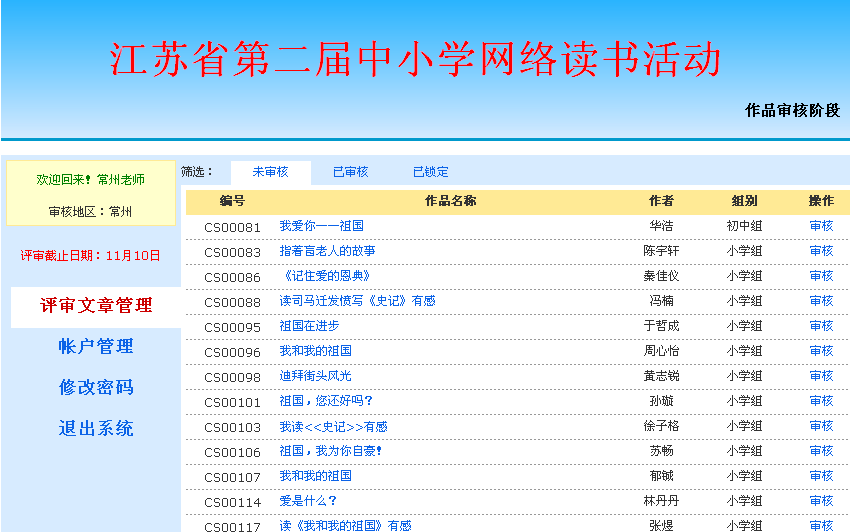 江苏省第二届中小学网络读书活动
作品审核阶段
欢迎回来！常州老师
审核地区：常州
评审截止日期：11月10日
评审文章管理
帐户管理
修改密码
退出系统
筛选： 未审核 已审核 已锁定
编号 作品名称 作者 组别 操作
CS00081 我爱你一一祖国 华浩 初中组 审核
CS00083 指着盲老人的故事 陈宇轩 小学组 审核
CS00086 《记住爱的恩典》 秦佳仪 小学组 审核
CS00088 读司马迁发愤写《史记》有感 冯楠 小学组 审核
CS00095 祖国在进步 于哲成 小学组 审核
CS00096 我和我的祖国 周心怡 小学组 审核
CS00098 迪拜街头风光 黄志锐 小学组 审核
CS00101 祖国，您还好吗？ 孙璇 小学组 审核
CS00103 我读<<史记>>有感 徐子格 小学组 审核
CS00106 祖国，我为你自豪！ 苏畅 小学组 审核
CS00107 我和我的祖国 郁铖 小学组 审核
CS00114 爱是什么？ 林丹丹 小学组 审核
CS00117 读《我和我的祖国》有感 张煜 小学组 审核